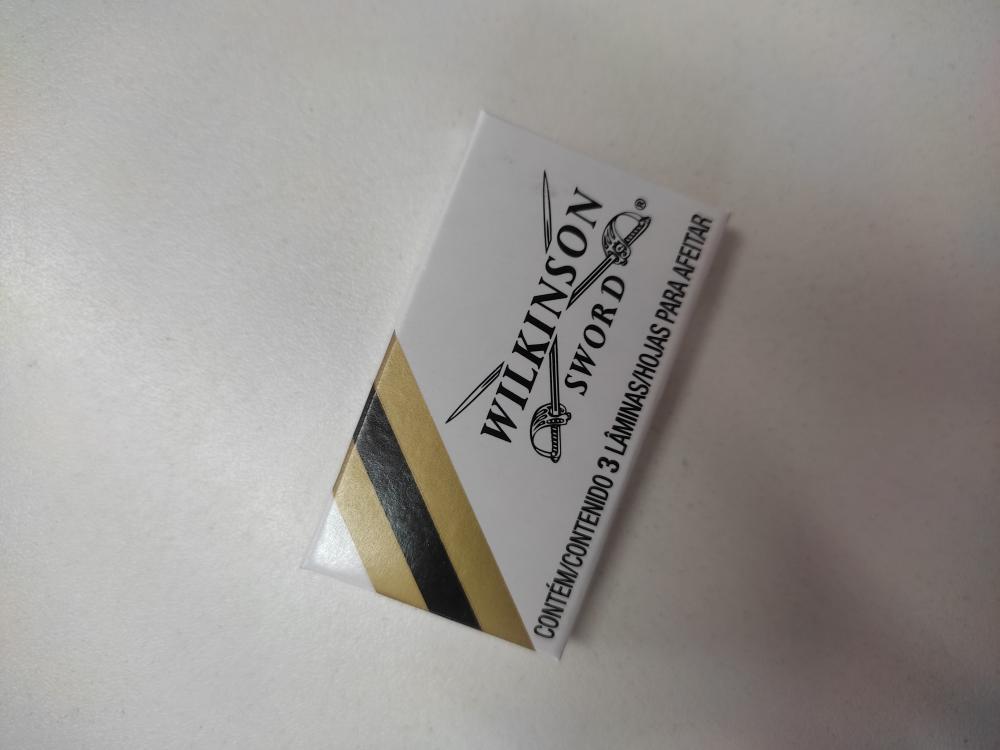 WILKINSON
SWORD®
CONTÉM/CONTENIDO 3 LÂMINAS/HOJAS PARA AFEITAR